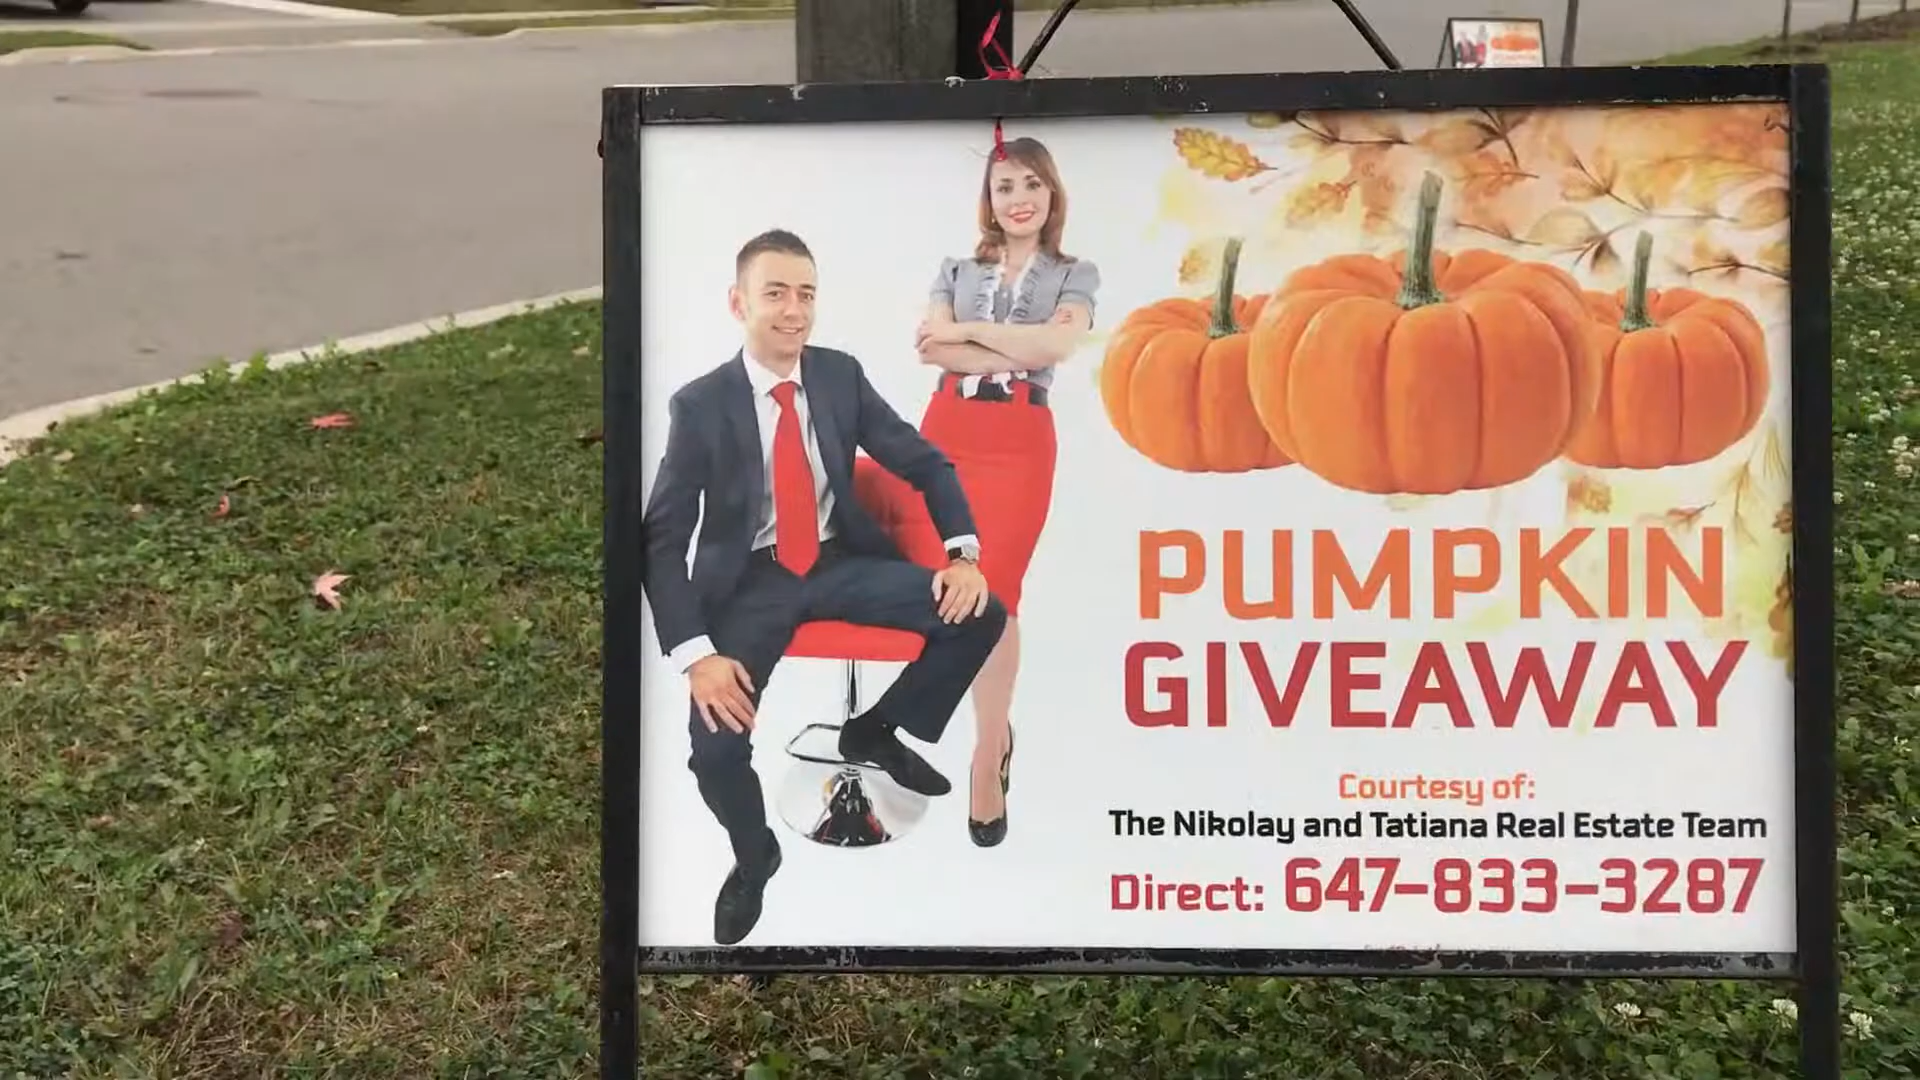 PUMPKIN
GIVEAWAY
Courtesy of:
The Nikolay and Tatiana Real Estate Team
Direct: 647-833-3287